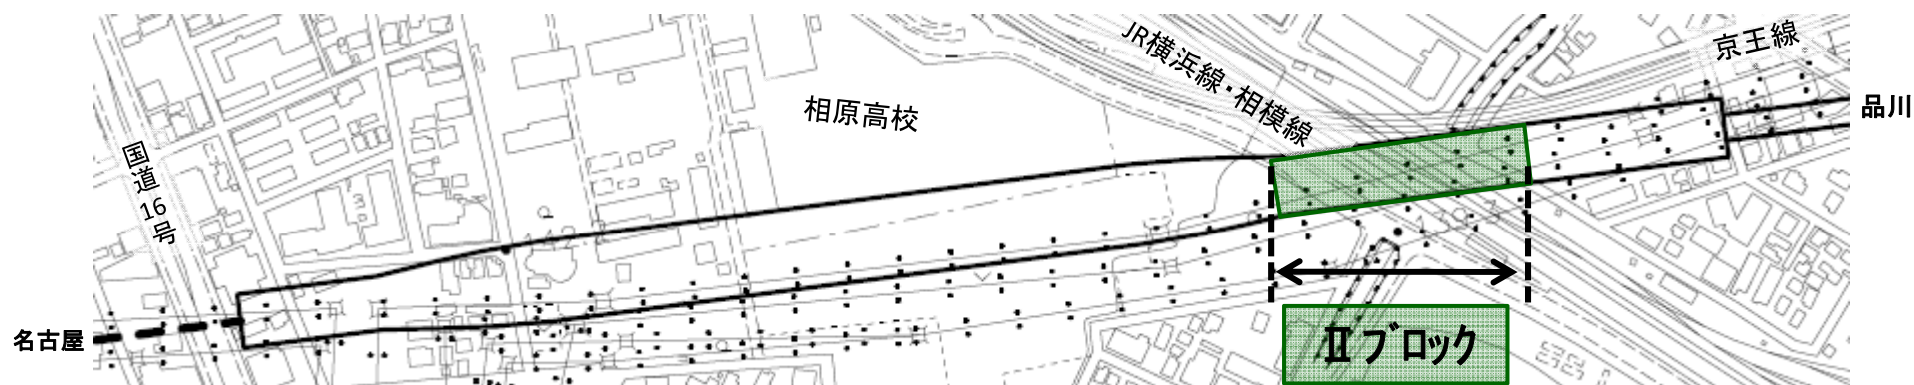 JR横浜線・相模線
京王線
相原高校
品川
国道16号
名古屋
Ⅱブロック